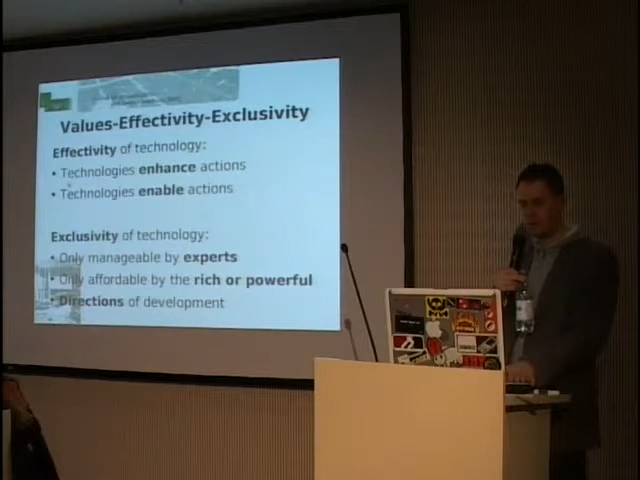 Values-Effectivity-Exclusivity
Effectivity of technology:
• Technologies enhance actions
• Technologies enable actions
Exclusivity of technology:
• Only manageable by experts
• Only affordable by the rich or powerful
• Directions of development